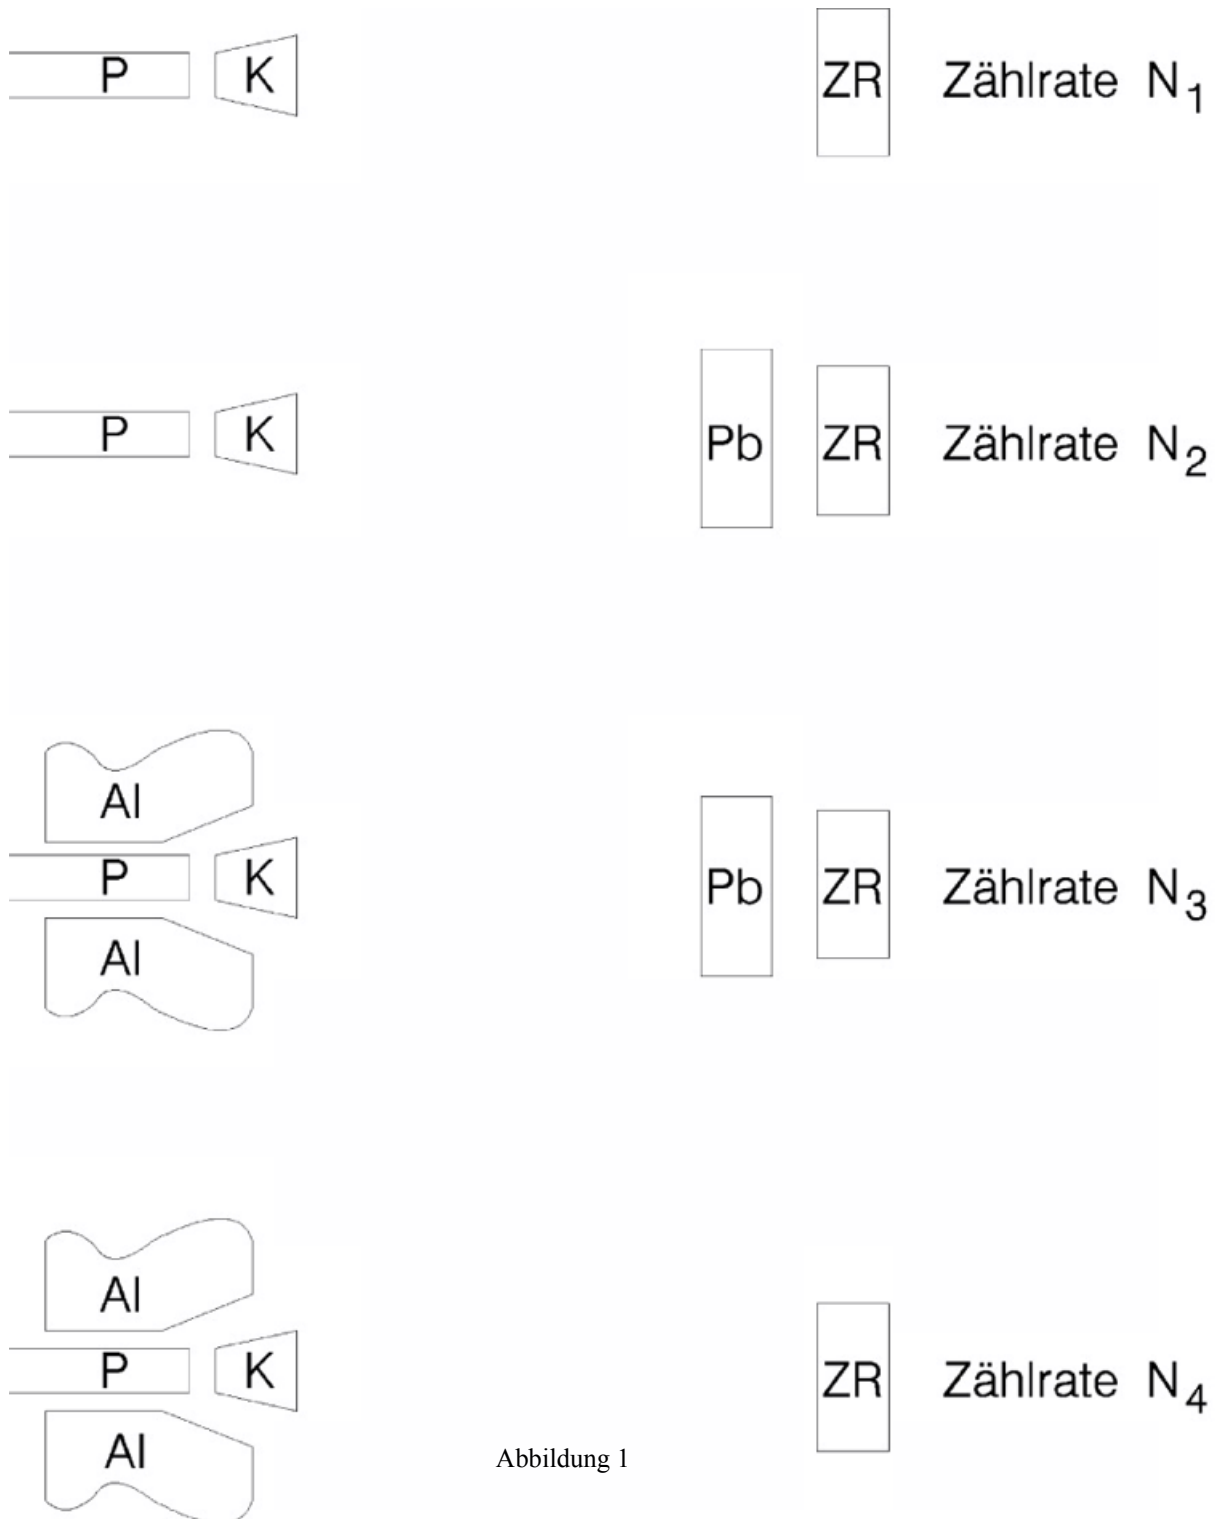 P K ZR Zählrate N1
P K Pb ZR Zählrate N2
Al
P K Pb ZR Zählrate N3
Al
Al
P K ZR Zählrate N4
Al
Abbildung 1